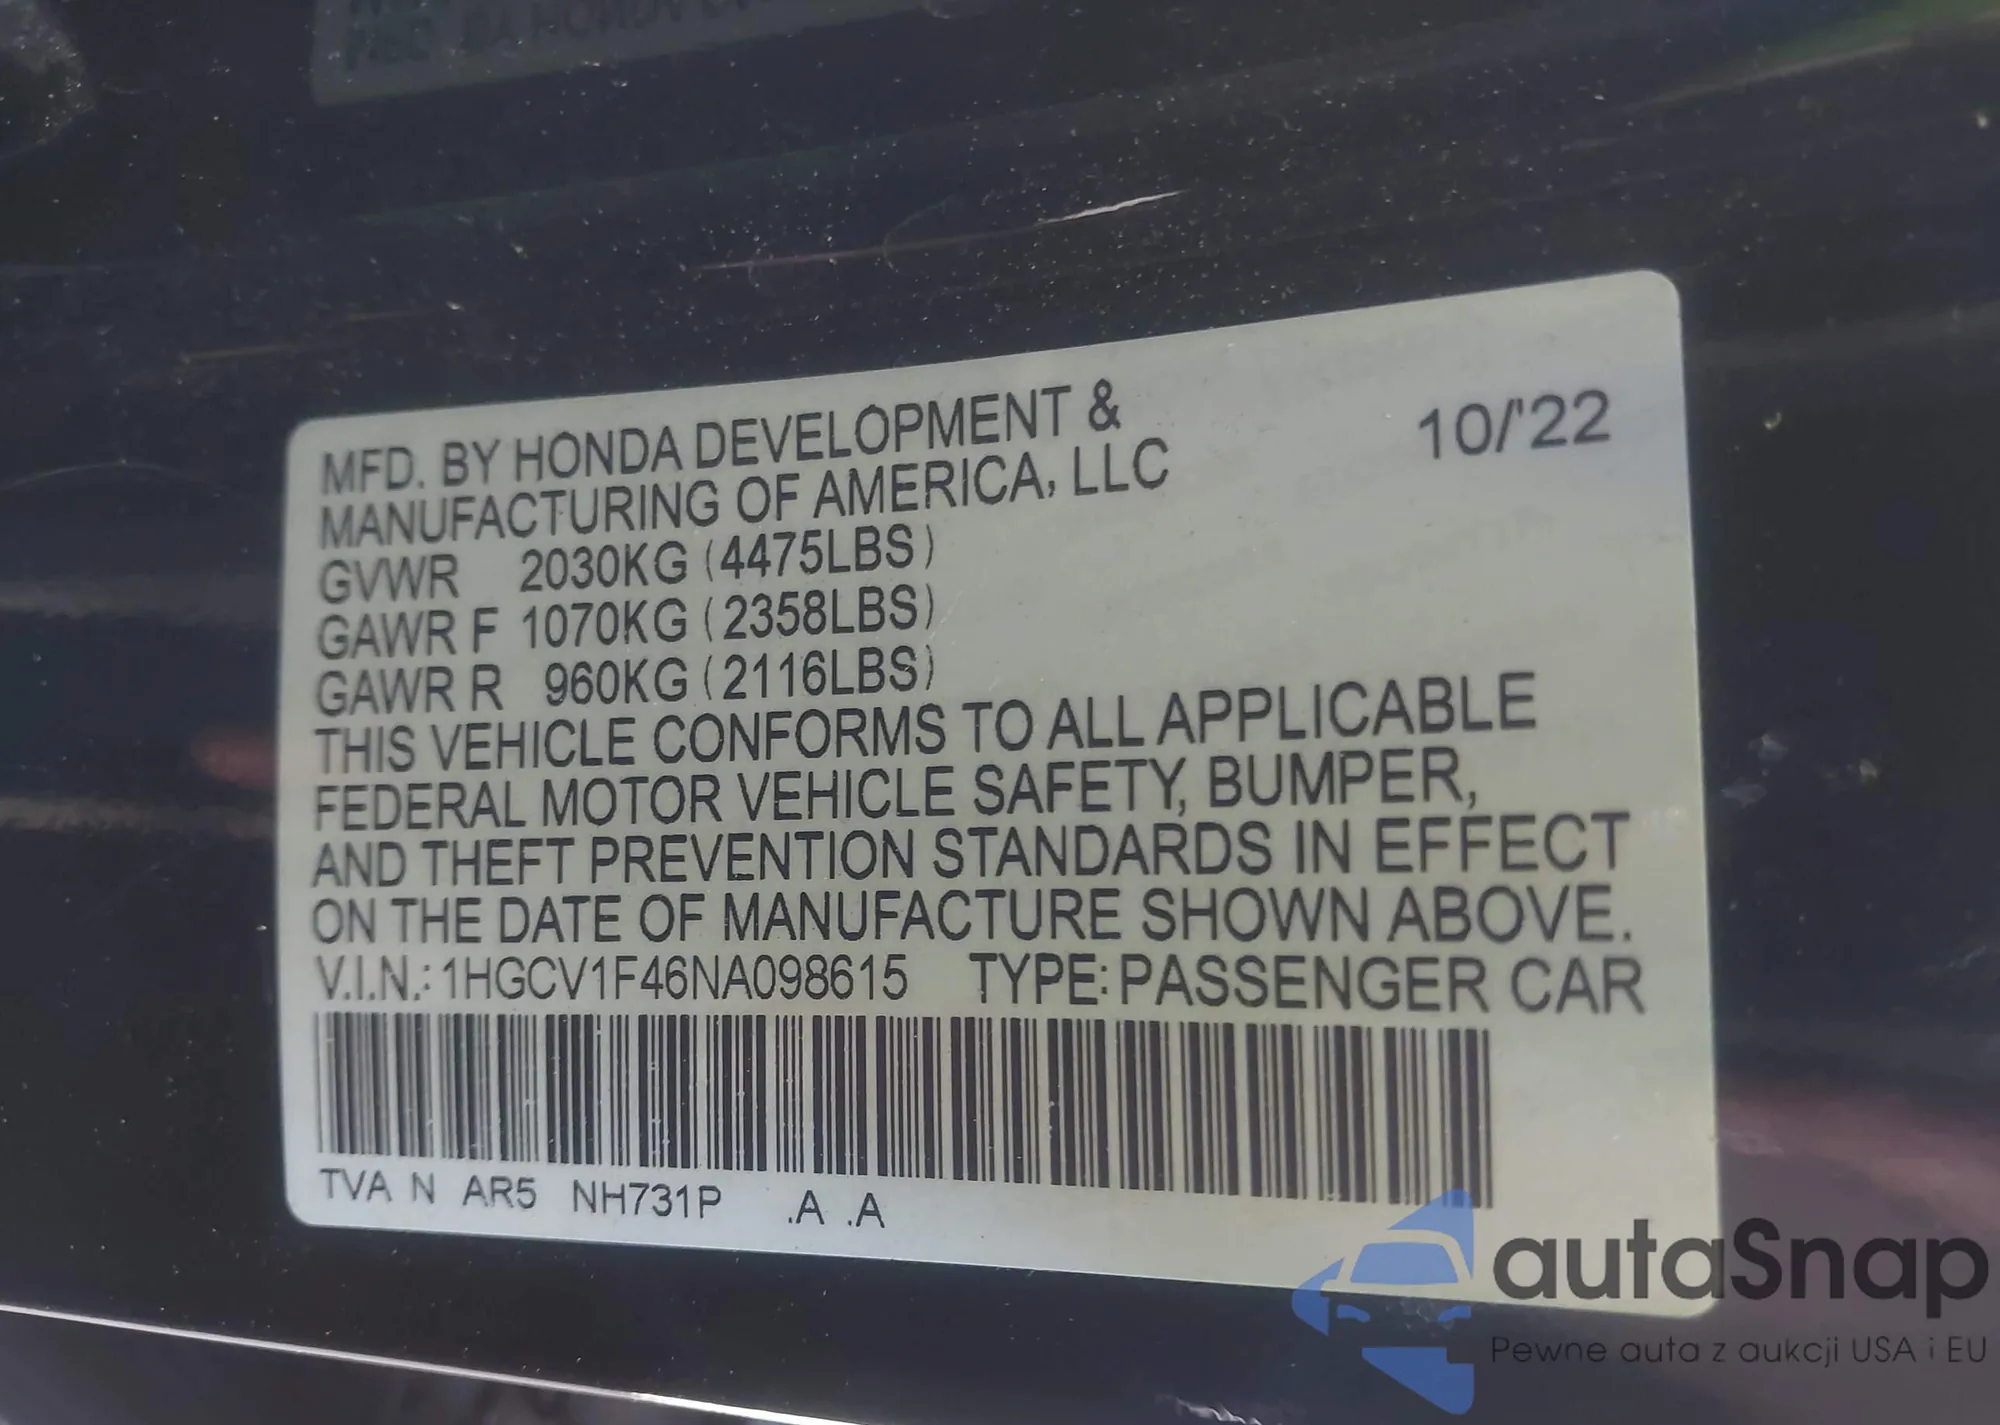 MFD. BY HONDA DEVELOPMENT &
MANUFACTURING OF AMERICA, LLC
10/'22
GVWR 2030KG (4475LBS)
GAWR F 1070KG (2358LBS)
GAWR R 960KG (2116LBS)
THIS VEHICLE CONFORMS TO ALL APPLICABLE
FEDERAL MOTOR VEHICLE SAFETY, BUMPER,
AND THEFT PREVENTION STANDARDS IN EFFECT
ON THE DATE OF MANUFACTURE SHOWN ABOVE.
V.I.N.: 1HGCV1F46NA098615 TYPE: PASSENGER CAR
TVA N AR5 NH731P .A .A
autaSnap
Pewne auta z aukcji USA i EU